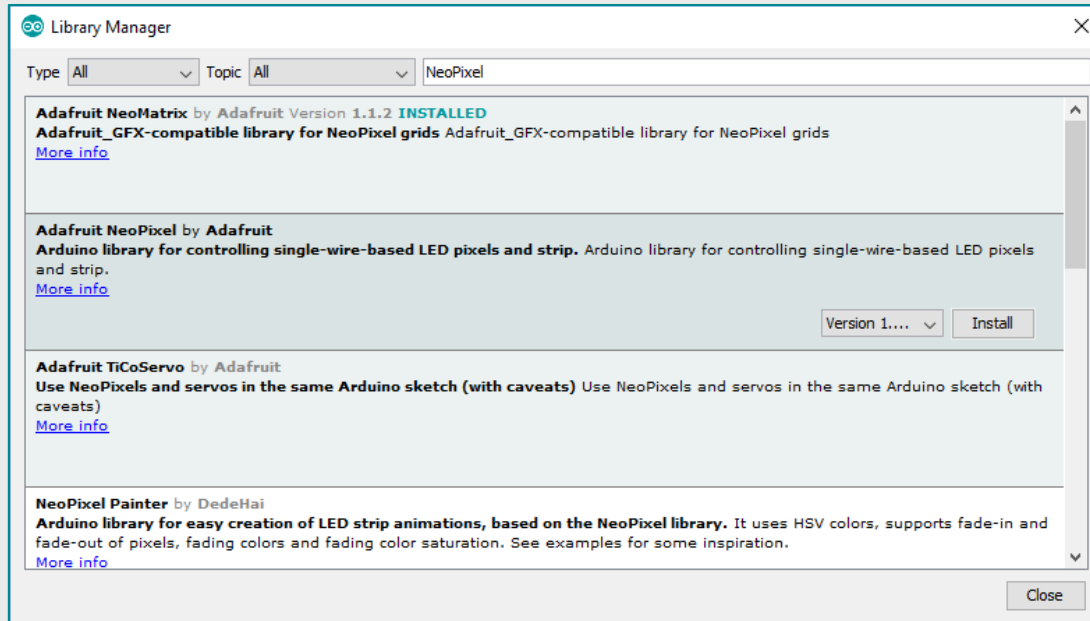 Library Manager
Type All Topic All NeoPixel
Adafruit NeoMatrix by Adafruit Version 1.1.2 INSTALLED
Adafruit_GFX-compatible library for NeoPixel grids Adafruit_GFX-compatible library for NeoPixel grids
More info
Adafruit NeoPixel by Adafruit
Arduino library for controlling single-wire-based LED pixels and strip. Arduino library for controlling single-wire-based LED pixels
and strip.
More info
Version 1.... Install
Adafruit TiCoServo by Adafruit
Use NeoPixels and servos in the same Arduino sketch (with caveats) Use NeoPixels and servos in the same Arduino sketch (with
caveats)
More info
NeoPixel Painter by DedeHai
Arduino library for easy creation of LED strip animations, based on the NeoPixel library. It uses HSV colors, supports fade-in and
fade-out of pixels, fading colors and fading color saturation. See examples for some inspiration.
More info
Close